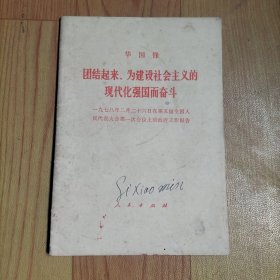 华国锋
团结起来，为建设社会主义的
现代化强国而奋斗
一九七八年二月二十六日在第五届全国人
民代表大会第一次会议上的政府工作报告
人民出版社